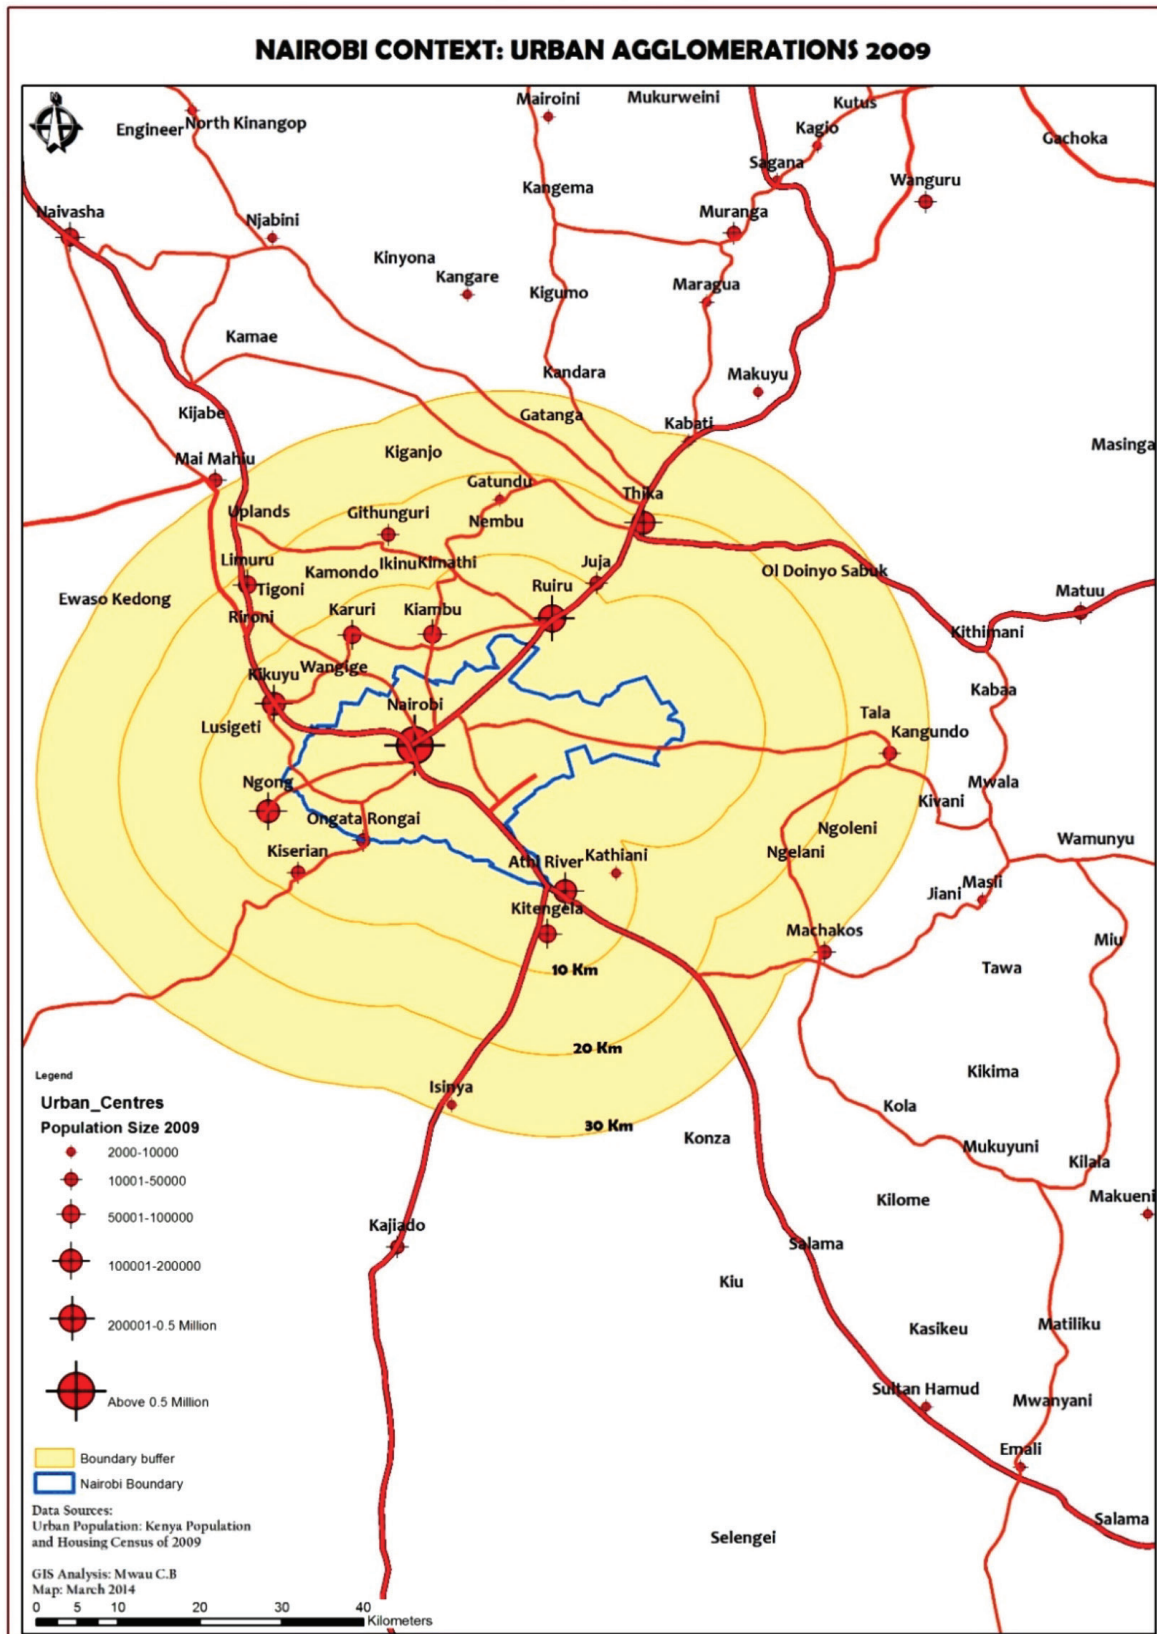 NAIROBI CONTEXT: URBAN AGGLOMERATIONS 2009
N
Mairoini
Mukurweini
Kutus
Engineer
North Kinangop
Kagio
Gachoka
Sagana
Kangema
Wanguru
Naivasha
Njabini
Muranga
Kinyona
Kangare
Kigumo
Maragua
Kamae
Kandara
Makuyu
Kijabe
Gatanga
Kabati
Kiganjo
Masinga
Mai Mahiu
Gatundu
Thika
Uplands
Githunguri
Nembu
Limuru
Tigoni
Kamondo
Ikinu
Kimathi
Juja
Ol Doinyo Sabuk
Ewaso Kedong
Ruiru
Matuu
Rironi
Karuri
Kiambu
Kithimani
Kikuyu
Wangige
Kabaa
Nairobi
Lusigeti
Tala
Kangundo
Ngong
Mwala
Kivani
Ongata Rongai
Ngoleni
Wamunyu
Kiserian
Athi River
Kathiani
Ngelani
Jiani
Masii
Kitengela
Machakos
Miu
10 Km
Tawa
20 Km
Kikima
Isinya
Kola
30 Km
Konza
Mukuyuni
Kilala
Kilome
Makueni
Kajiado
Salama
Kiu
Kasikeu
Matiliku
Sultan Hamud
Mwanyani
Emali
Salama
Selengei
Legend
Urban_Centres
Population Size 2009
2000-10000
10001-50000
50001-100000
100001-200000
200001-0.5 Million
Above 0.5 Million
Boundary buffer
Nairobi Boundary
Data Sources:
Urban Population: Kenya Population
and Housing Census of 2009
GIS Analysis: Mwau C.B
Map: March 2014
0 5 10 20 30 40
Kilometers